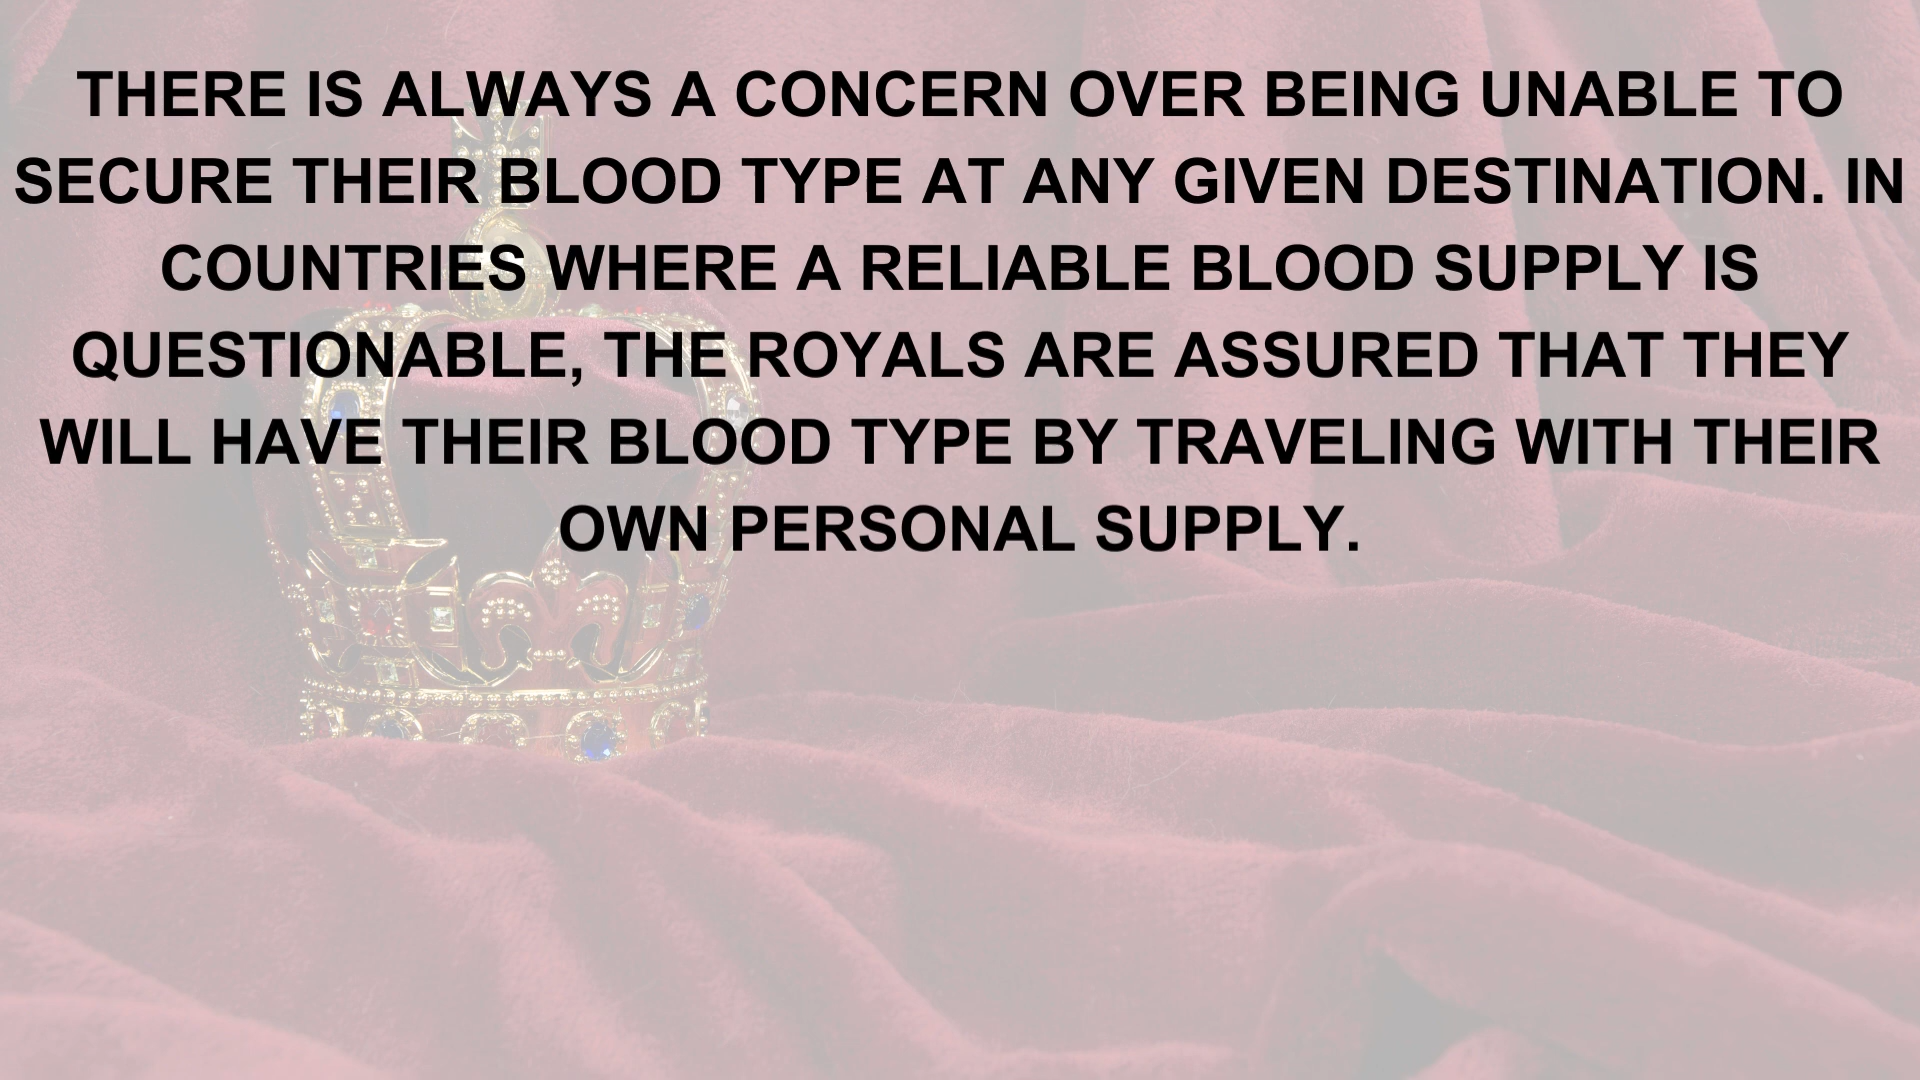 THERE IS ALWAYS A CONCERN OVER BEING UNABLE TO
SECURE THEIR BLOOD TYPE AT ANY GIVEN DESTINATION. IN
COUNTRIES WHERE A RELIABLE BLOOD SUPPLY IS
QUESTIONABLE, THE ROYALS ARE ASSURED THAT THEY
WILL HAVE THEIR BLOOD TYPE BY TRAVELING WITH THEIR
OWN PERSONAL SUPPLY.